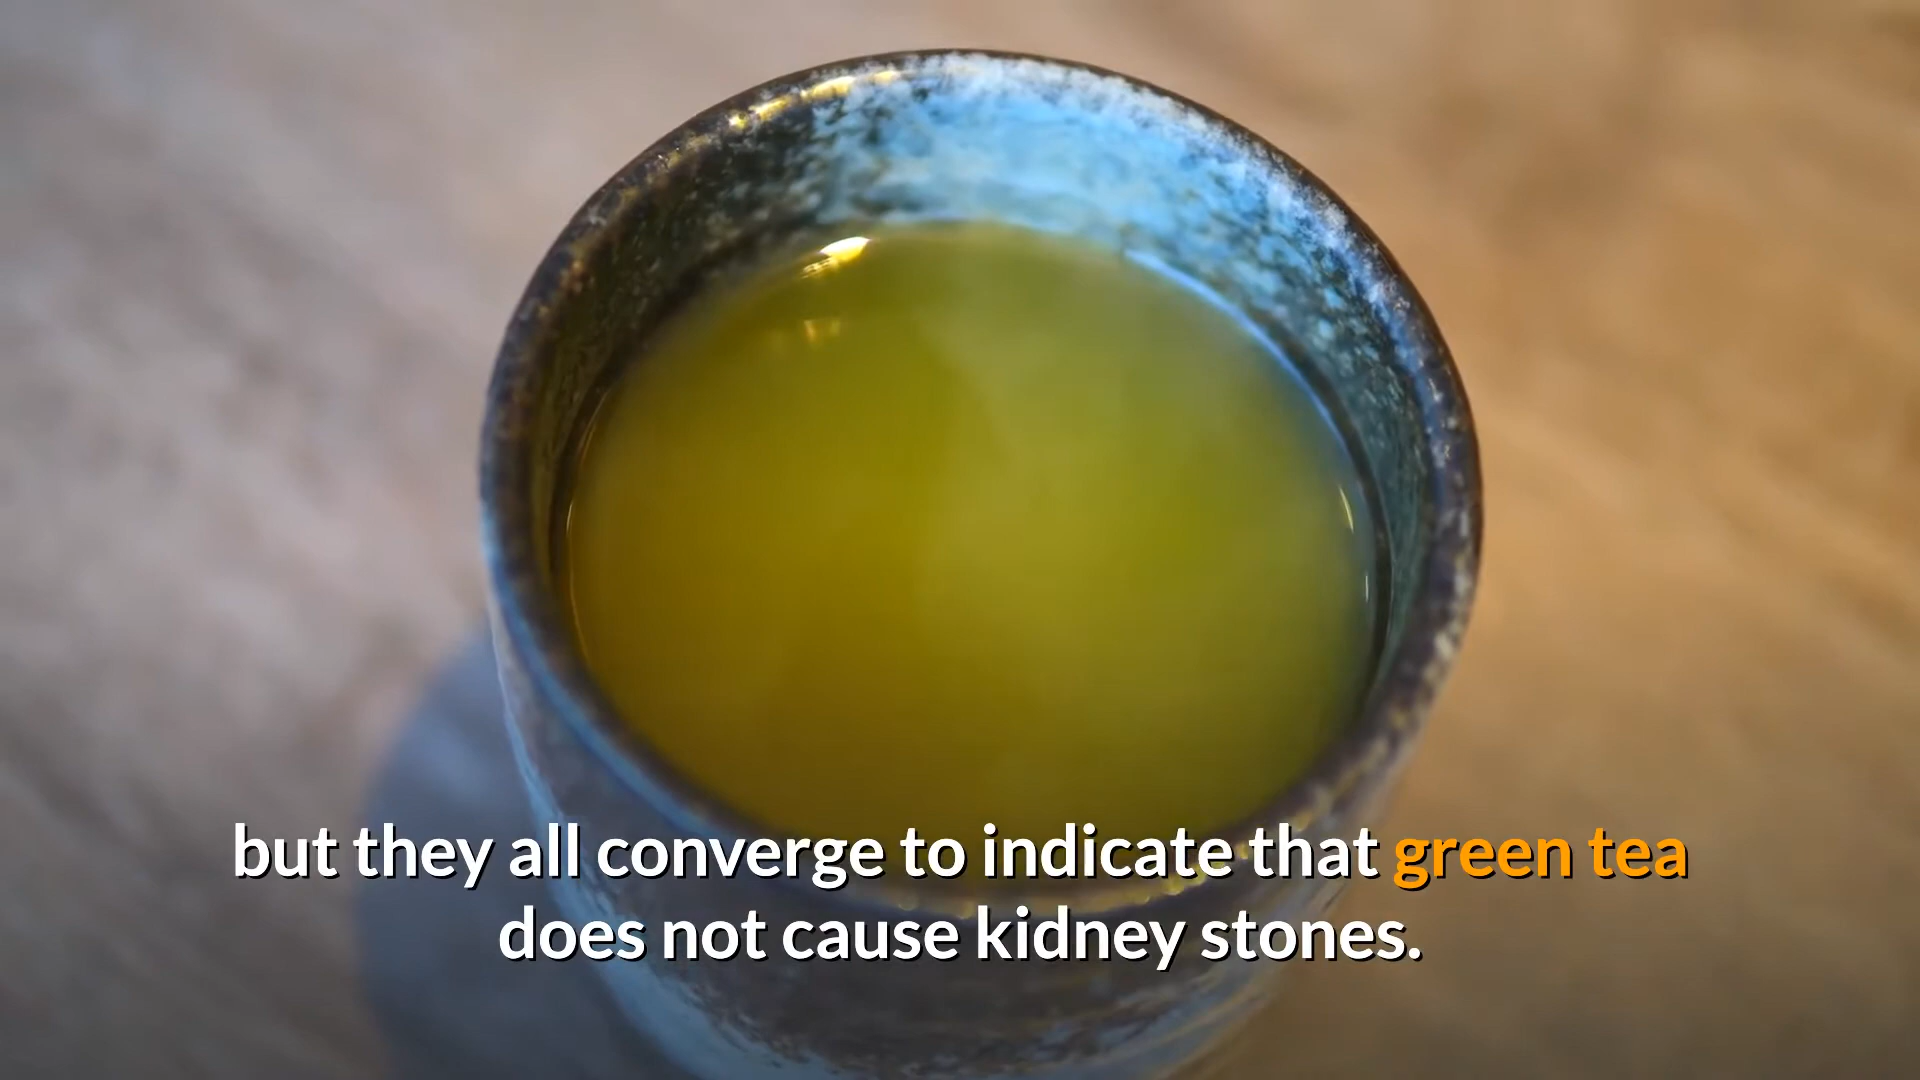 but they all converge to indicate that green tea
does not cause kidney stones.